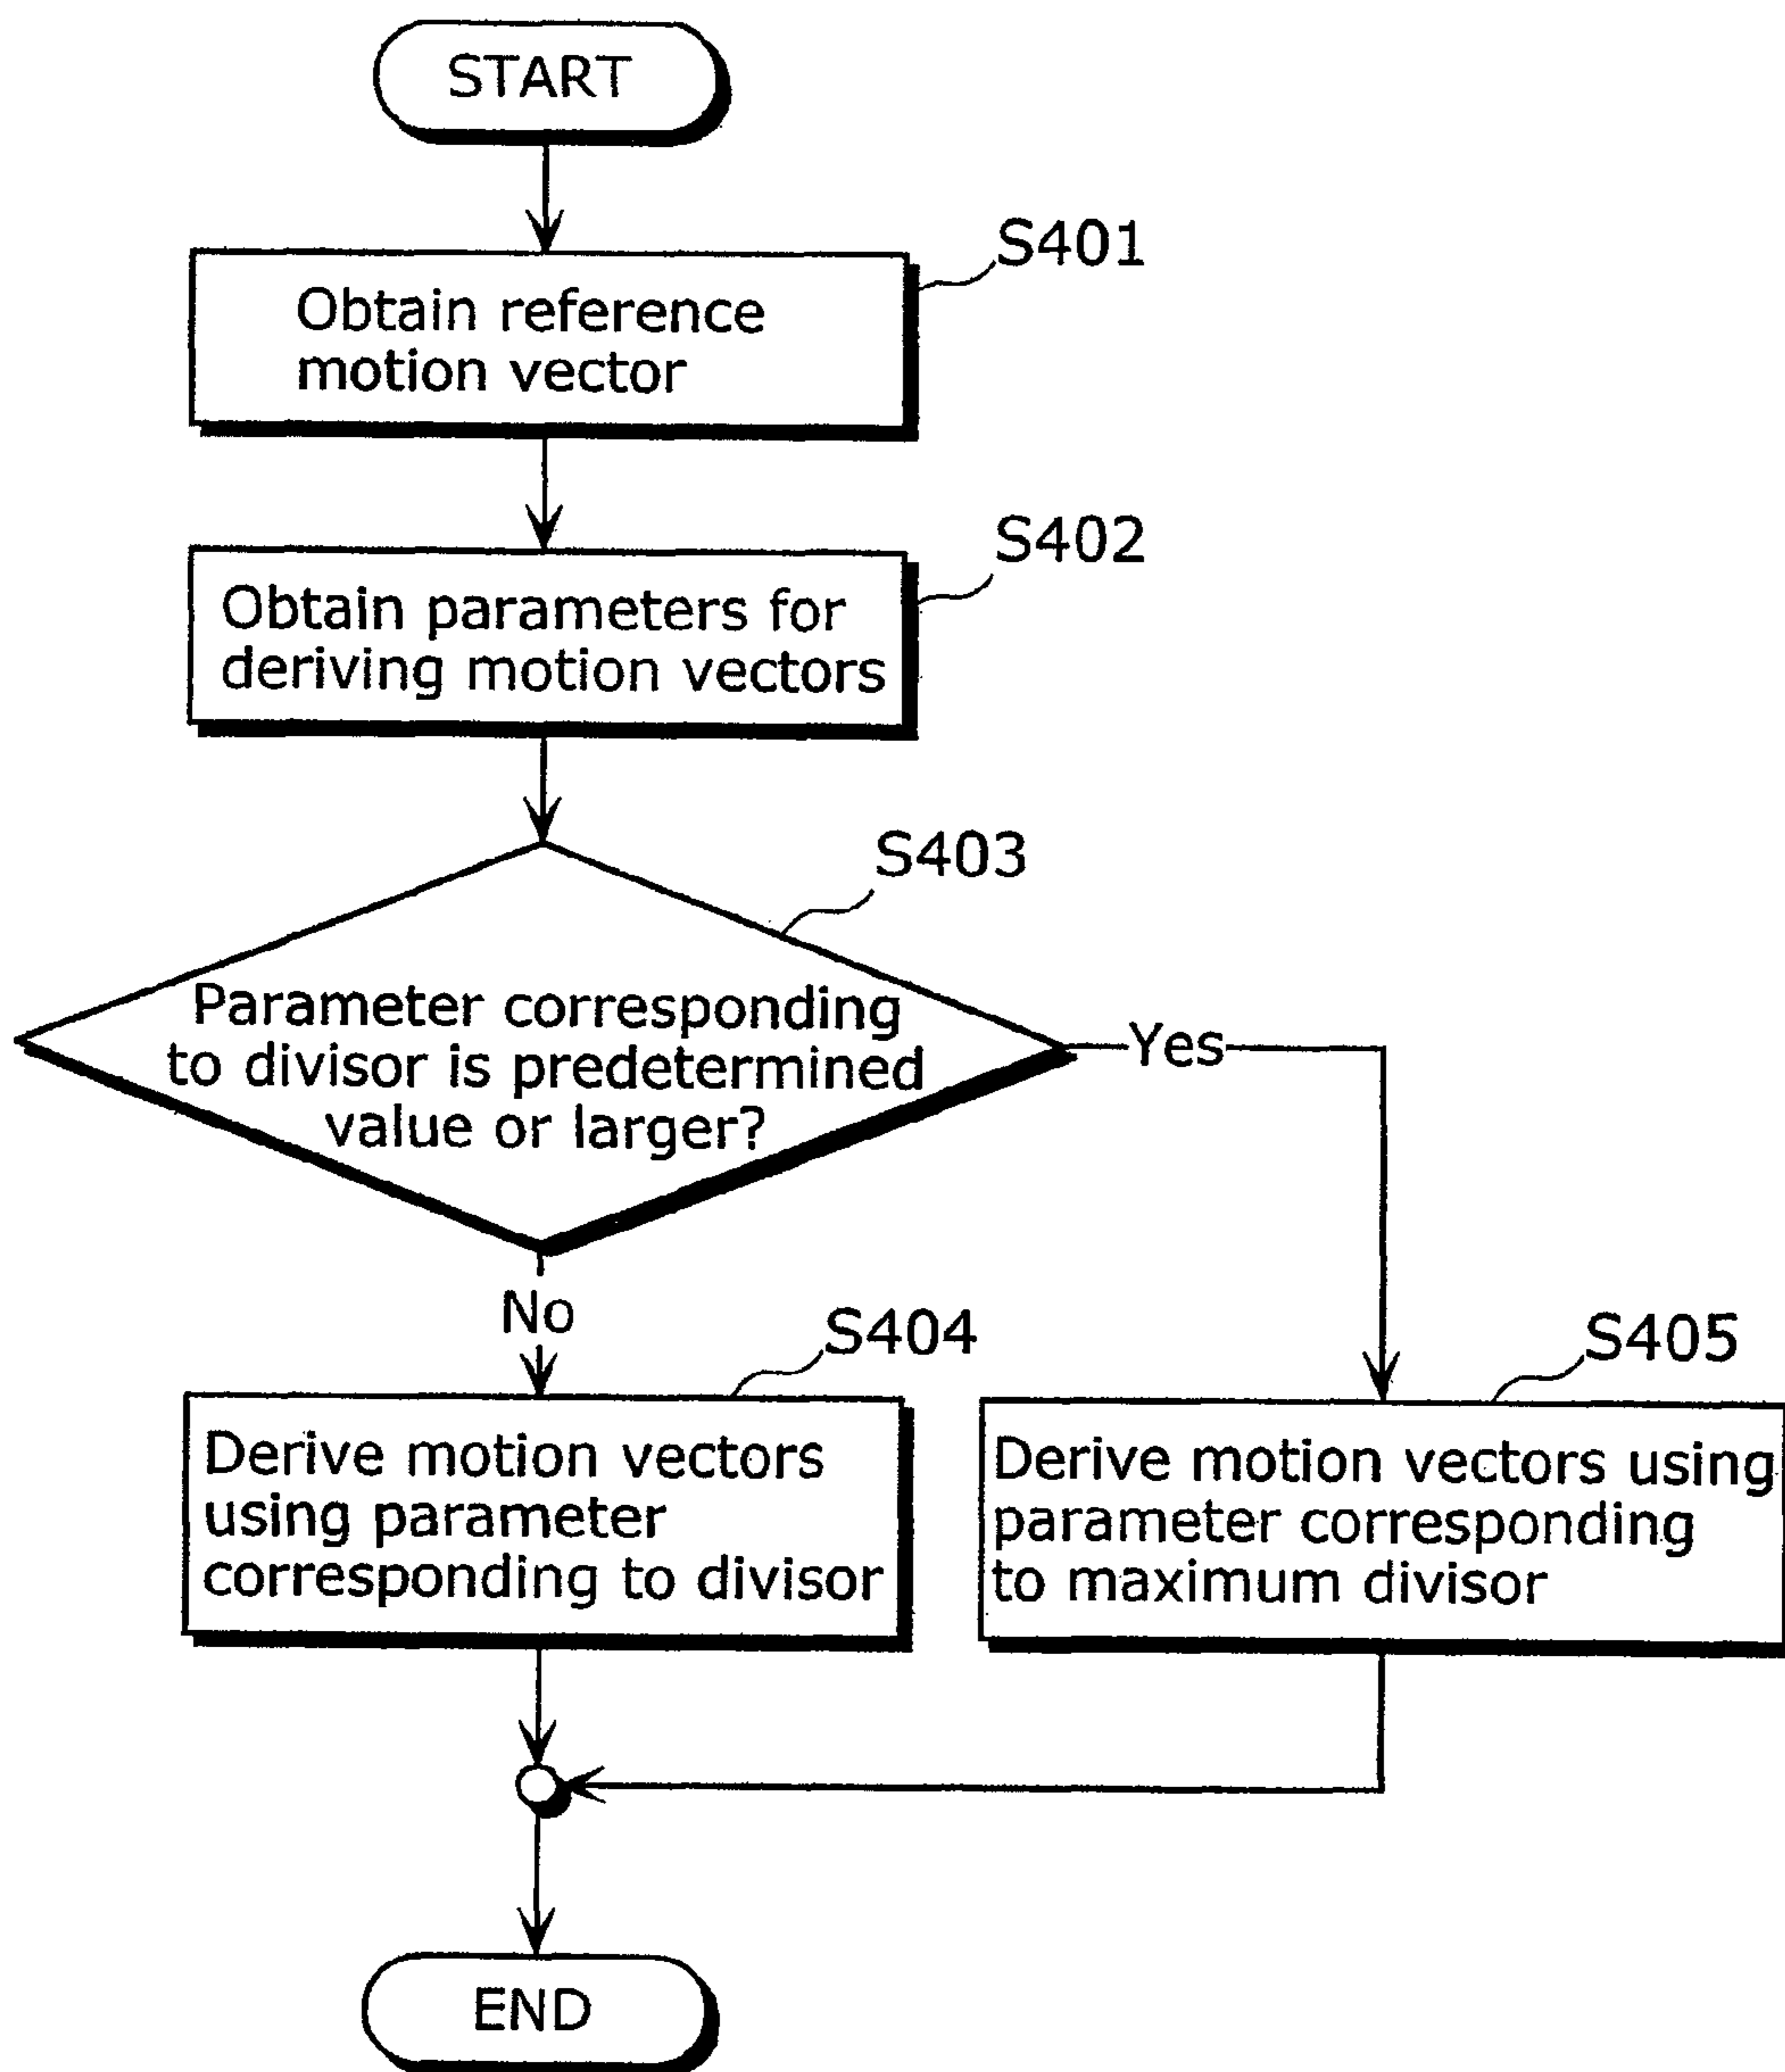 START
S401
Obtain reference
motion vector
S402
Obtain parameters for
deriving motion vectors
S403
Parameter corresponding
to divisor is predetermined
value or larger?
Yes
No
S404
Derive motion vectors
using parameter
corresponding to divisor
S405
Derive motion vectors using
parameter corresponding
to maximum divisor
END